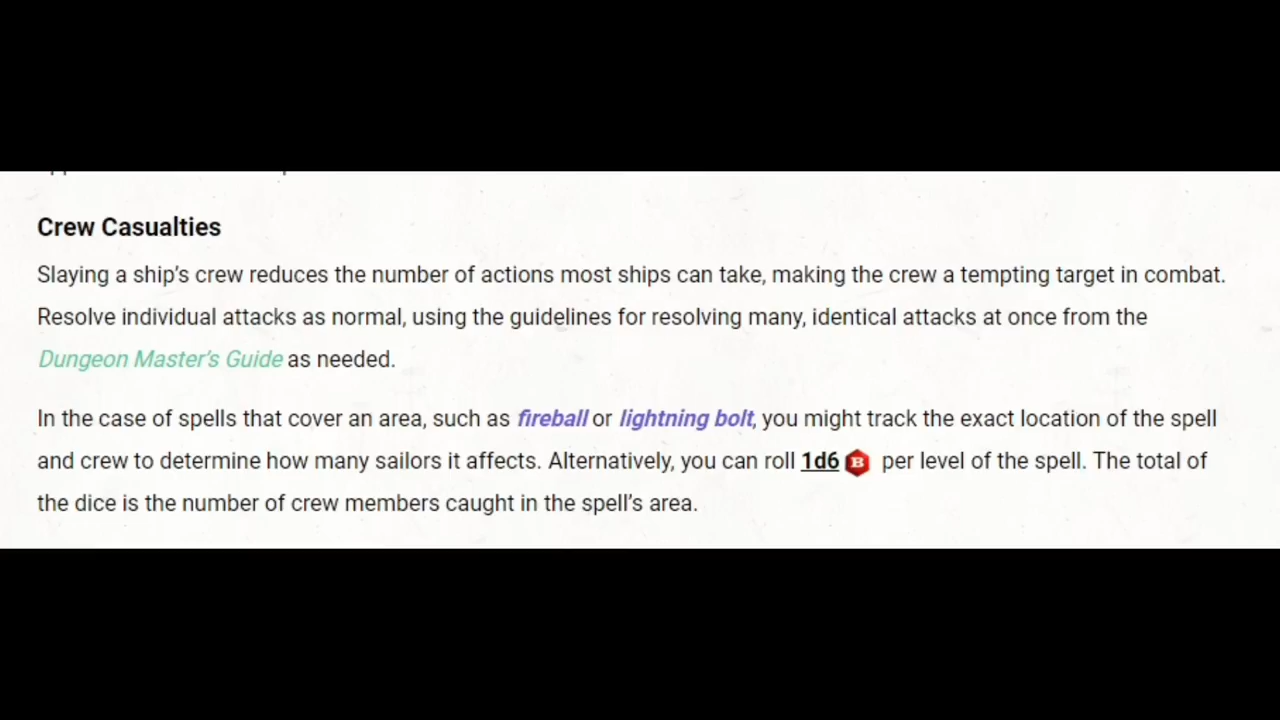 Crew Casualties
Slaying a ship's crew reduces the number of actions most ships can take, making the crew a tempting target in combat.
Resolve individual attacks as normal, using the guidelines for resolving many, identical attacks at once from the
Dungeon Master's Guide as needed.
In the case of spells that cover an area, such as fireball or lightning bolt, you might track the exact location of the spell
and crew to determine how many sailors it affects. Alternatively, you can roll 1d6 B per level of the spell. The total of
the dice is the number of crew members caught in the spell's area.